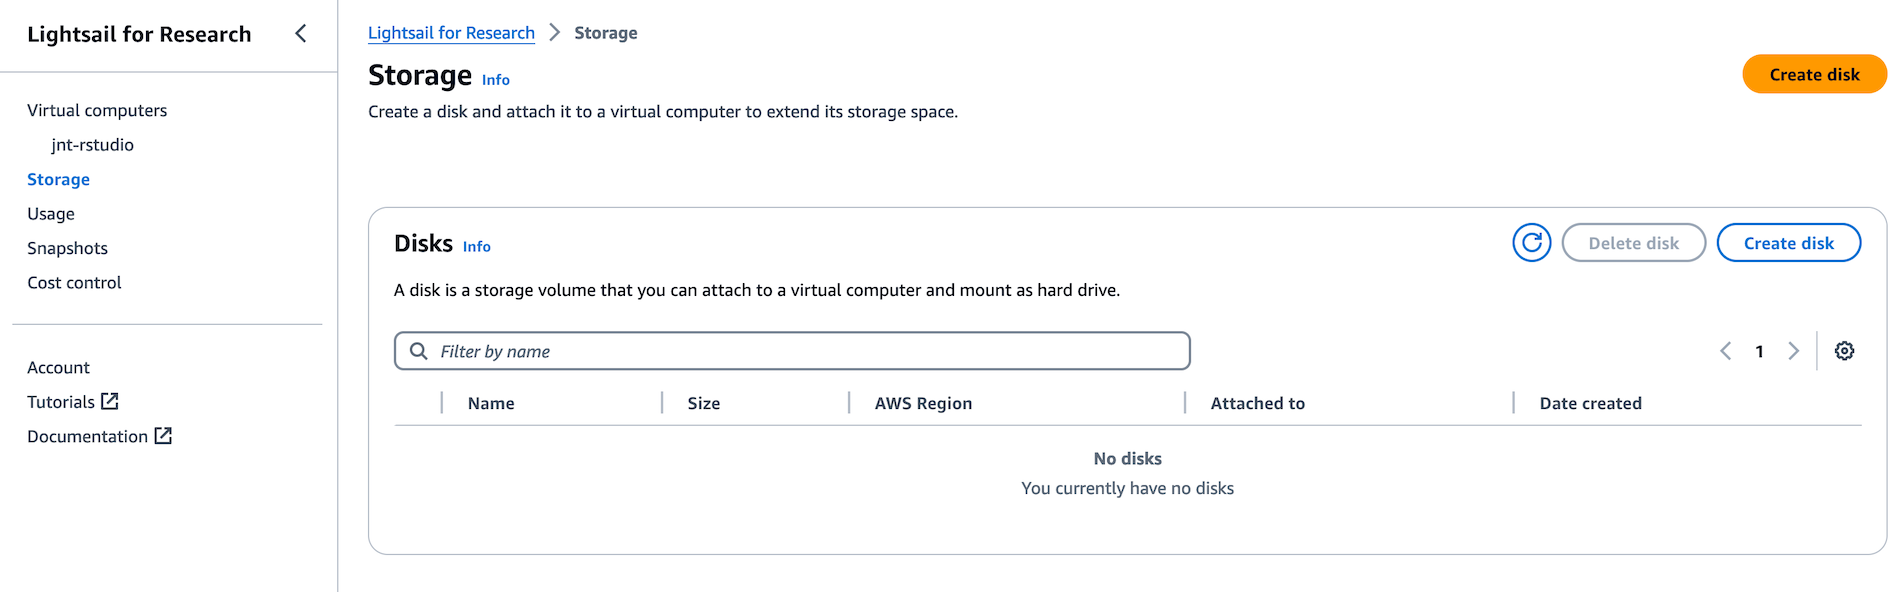 Lightsail for Research
Virtual computers
jnt-rstudio
Storage
Usage
Snapshots
Cost control
Account
Tutorials
Documentation
Lightsail for Research > Storage
Storage Info
Create disk
Create a disk and attach it to a virtual computer to extend its storage space.
Disks Info
Delete disk
Create disk
A disk is a storage volume that you can attach to a virtual computer and mount as hard drive.
Filter by name
1
Name Size AWS Region Attached to Date created
No disks
You currently have no disks